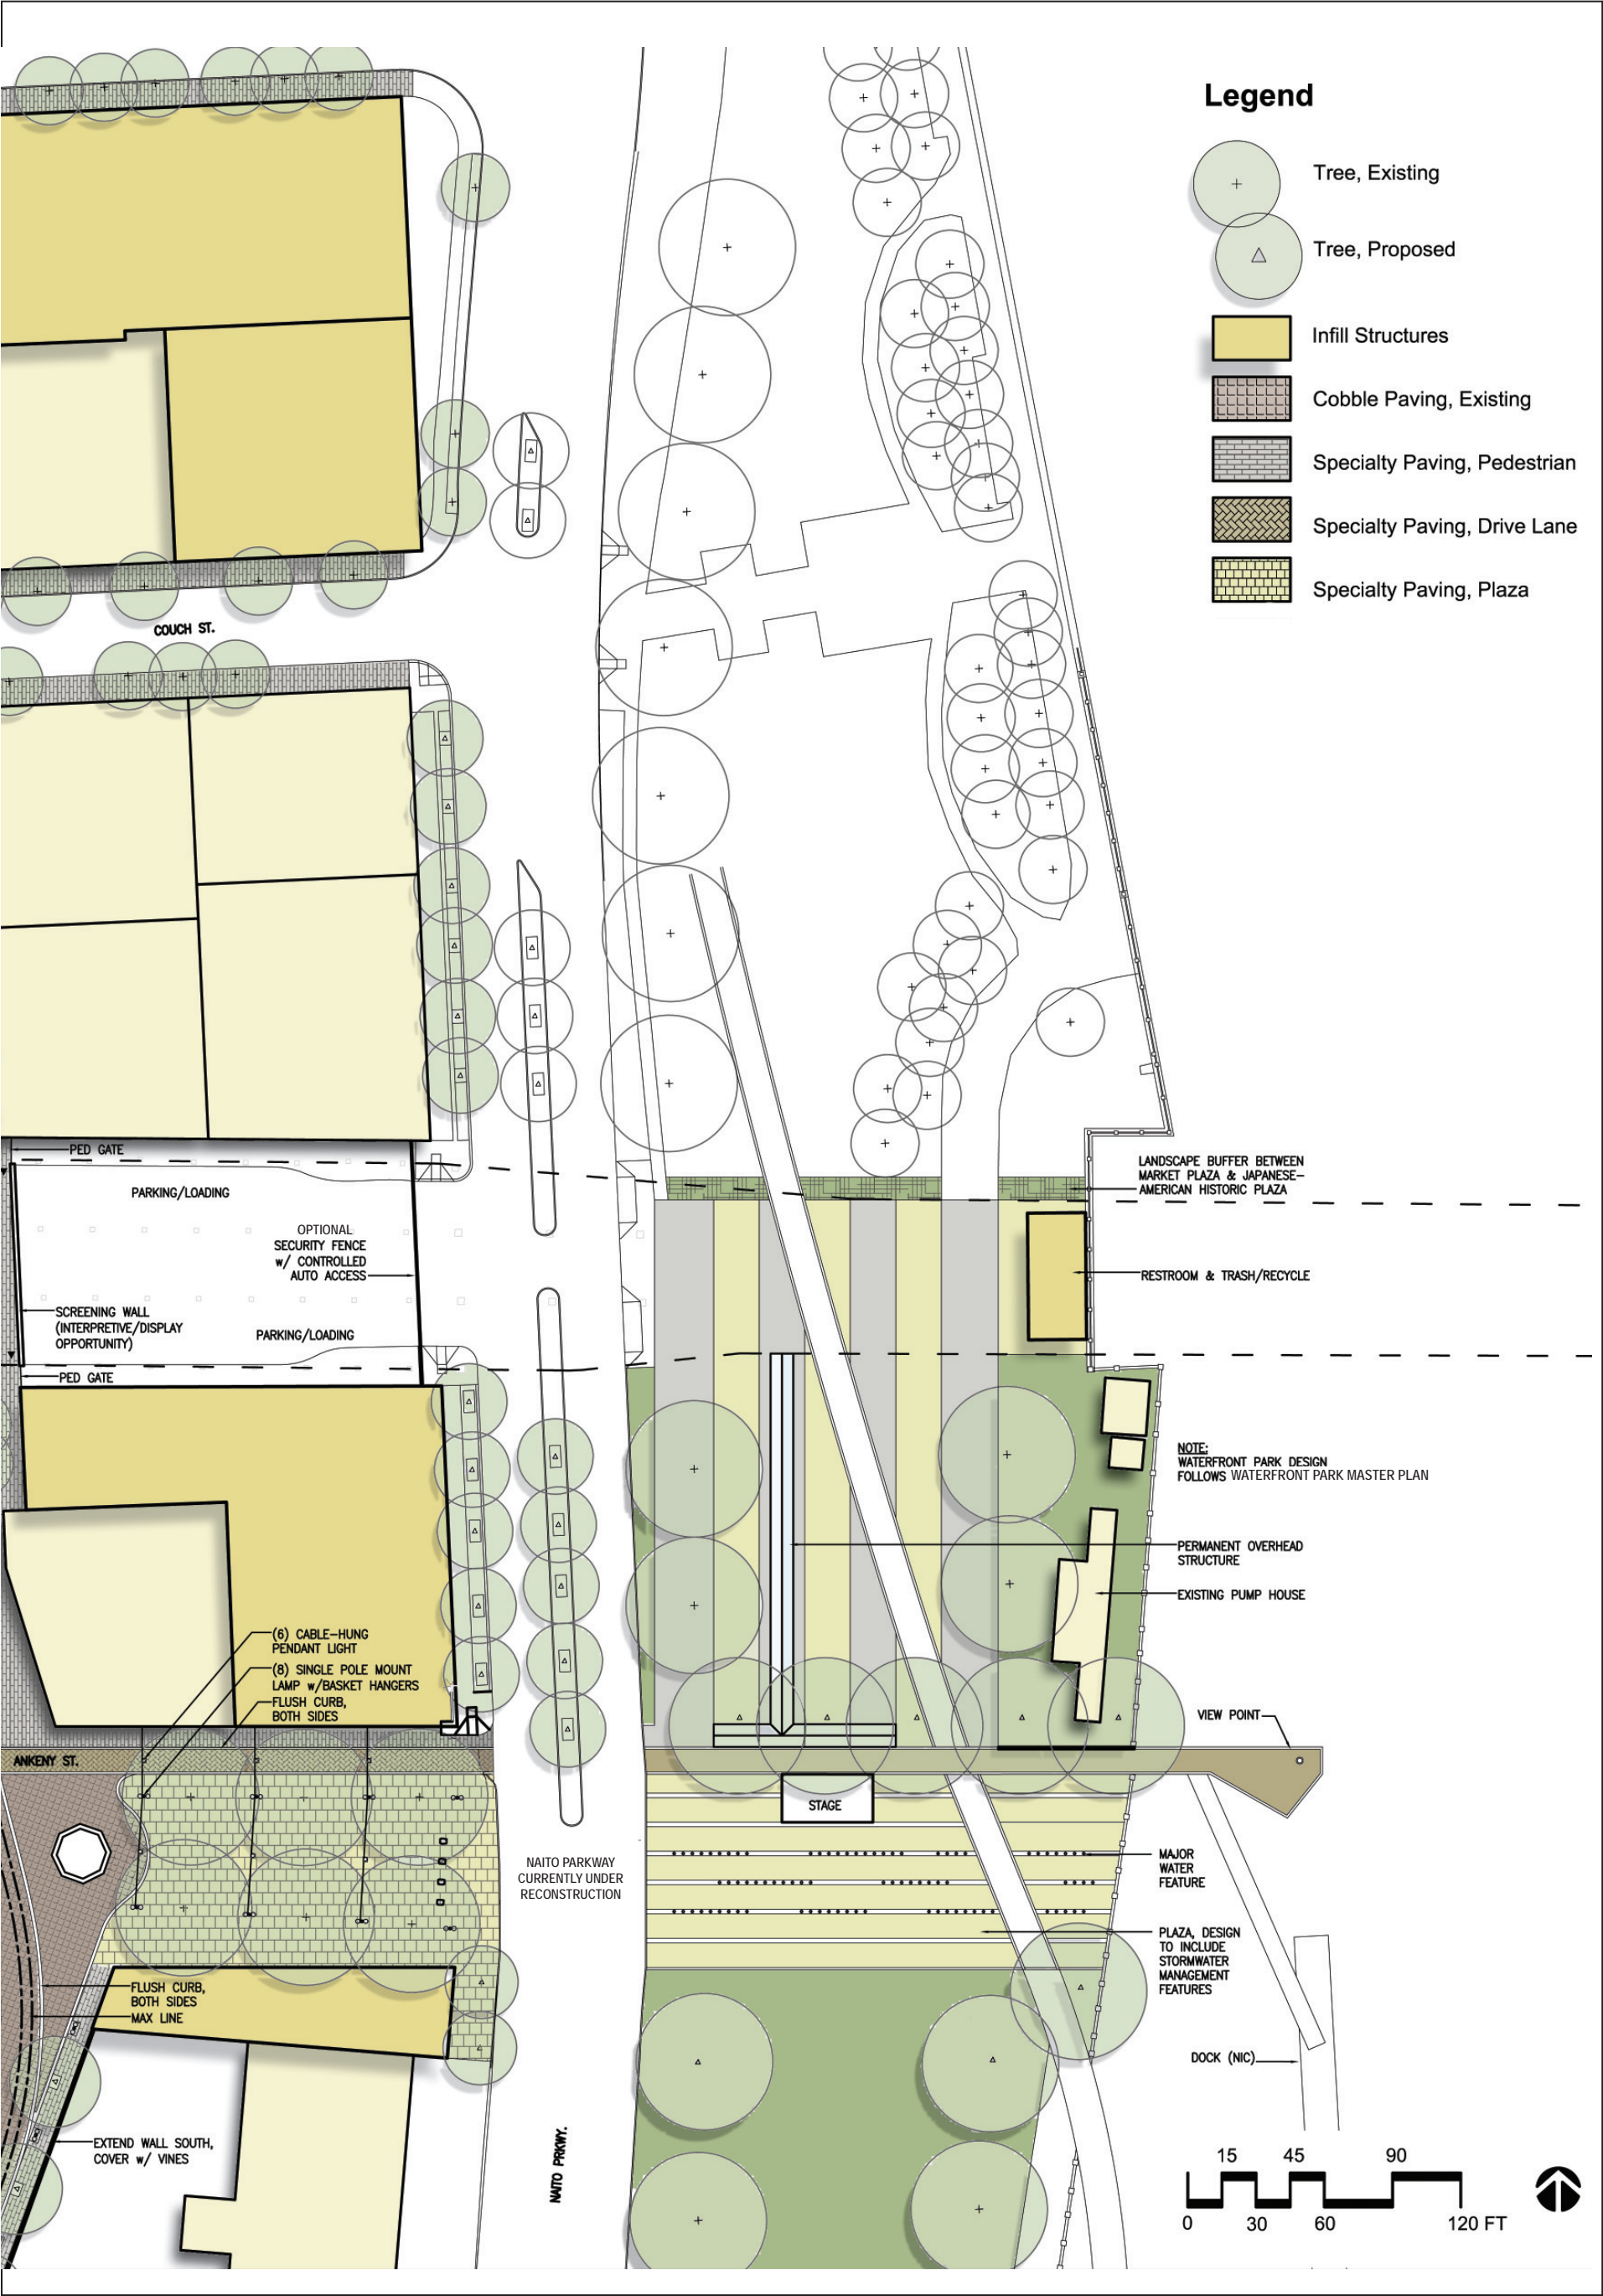 Legend
Tree, Existing
Tree, Proposed
Infill Structures
Cobble Paving, Existing
Specialty Paving, Pedestrian
Specialty Paving, Drive Lane
Specialty Paving, Plaza
COUCH ST.
PED GATE
PARKING/LOADING
OPTIONAL
SECURITY FENCE
w/ CONTROLLED
AUTO ACCESS
SCREENING WALL
(INTERPRETIVE/DISPLAY
OPPORTUNITY)
PARKING/LOADING
PED GATE
LANDSCAPE BUFFER BETWEEN
MARKET PLAZA & JAPANESE-
AMERICAN HISTORIC PLAZA
RESTROOM & TRASH/RECYCLE
NOTE:
WATERFRONT PARK DESIGN
FOLLOWS WATERFRONT PARK MASTER PLAN
PERMANENT OVERHEAD
STRUCTURE
EXISTING PUMP HOUSE
(6) CABLE-HUNG
PENDANT LIGHT
(8) SINGLE POLE MOUNT
LAMP w/BASKET HANGERS
FLUSH CURB,
BOTH SIDES
VIEW POINT
ANKENY ST.
STAGE
NAITO PARKWAY
CURRENTLY UNDER
RECONSTRUCTION
MAJOR
WATER
FEATURE
PLAZA, DESIGN
TO INCLUDE
STORMWATER
MANAGEMENT
FEATURES
FLUSH CURB,
BOTH SIDES
MAX LINE
DOCK (NIC)
EXTEND WALL SOUTH,
COVER w/ VINES
NAITO PRKWY.
15 45 90
0 30 60 120 FT